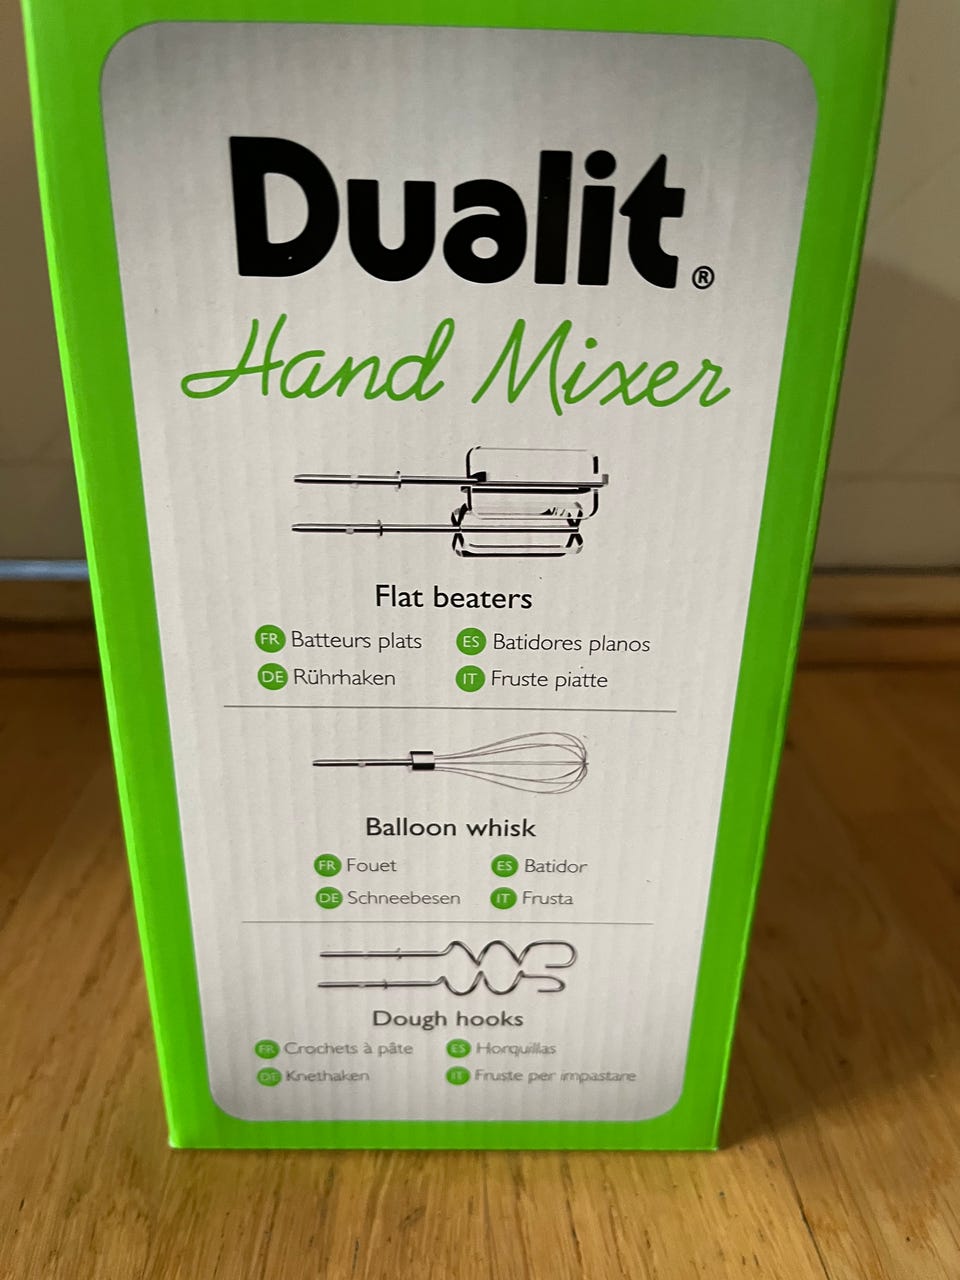 Dualit®
Hand Mixer
Flat beaters
FR Batteurs plats ES Batidores planos
DE Rührhaken IT Fruste piatte
Balloon whisk
FR Fouet ES Batidor
DE Schneebesen IT Frusta
Dough hooks
FR Crochets à pâte ES Horquillas
DE Knethaken IT Fruste per impastare